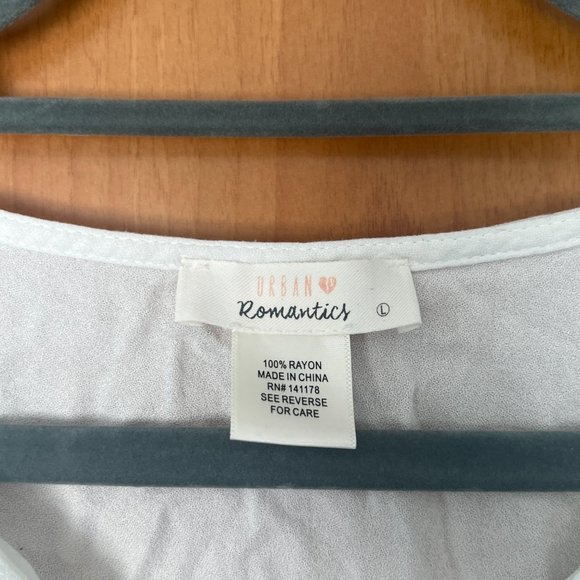 URBAN
Romantics
L
100% RAYON
MADE IN CHINA
RN# 141178
SEE REVERSE
FOR CARE